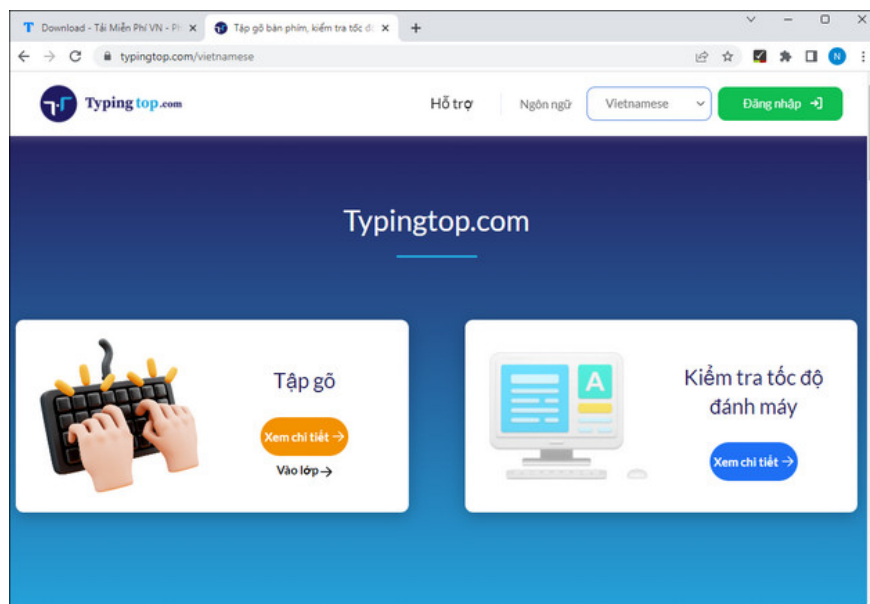 Download - Tải Miễn Phí VN - Ph
Tập gõ bàn phím, kiểm tra tốc đ
typingtop.com/vietnamese
N
Typing top.com
Hỗ trợ
Ngôn ngữ
Vietnamese
Đăng nhập
Typingtop.com
Tập gõ
Xem chi tiết →
Vào lớp →
A
Kiểm tra tốc độ
đánh máy
Xem chi tiết →